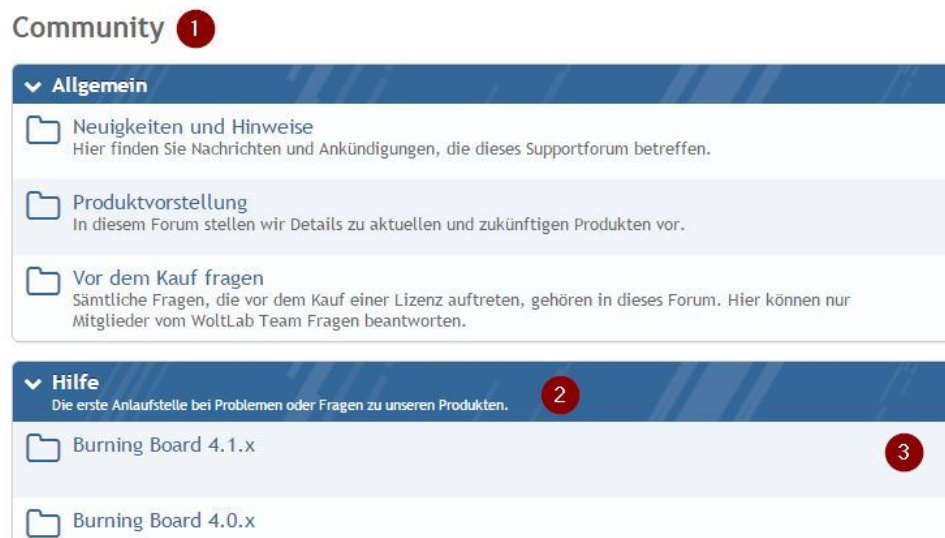 Community 1
Allgemein
Neuigkeiten und Hinweise
Hier finden Sie Nachrichten und Ankündigungen, die dieses Supportforum betreffen.
Produktvorstellung
In diesem Forum stellen wir Details zu aktuellen und zukünftigen Produkten vor.
Vor dem Kauf fragen
Sämtliche Fragen, die vor dem Kauf einer Lizenz auftreten, gehören in dieses Forum. Hier können nur
Mitglieder vom WoltLab Team Fragen beantworten.
Hilfe
Die erste Anlaufstelle bei Problemen oder Fragen zu unseren Produkten.
2
Burning Board 4.1.x
3
Burning Board 4.0.x